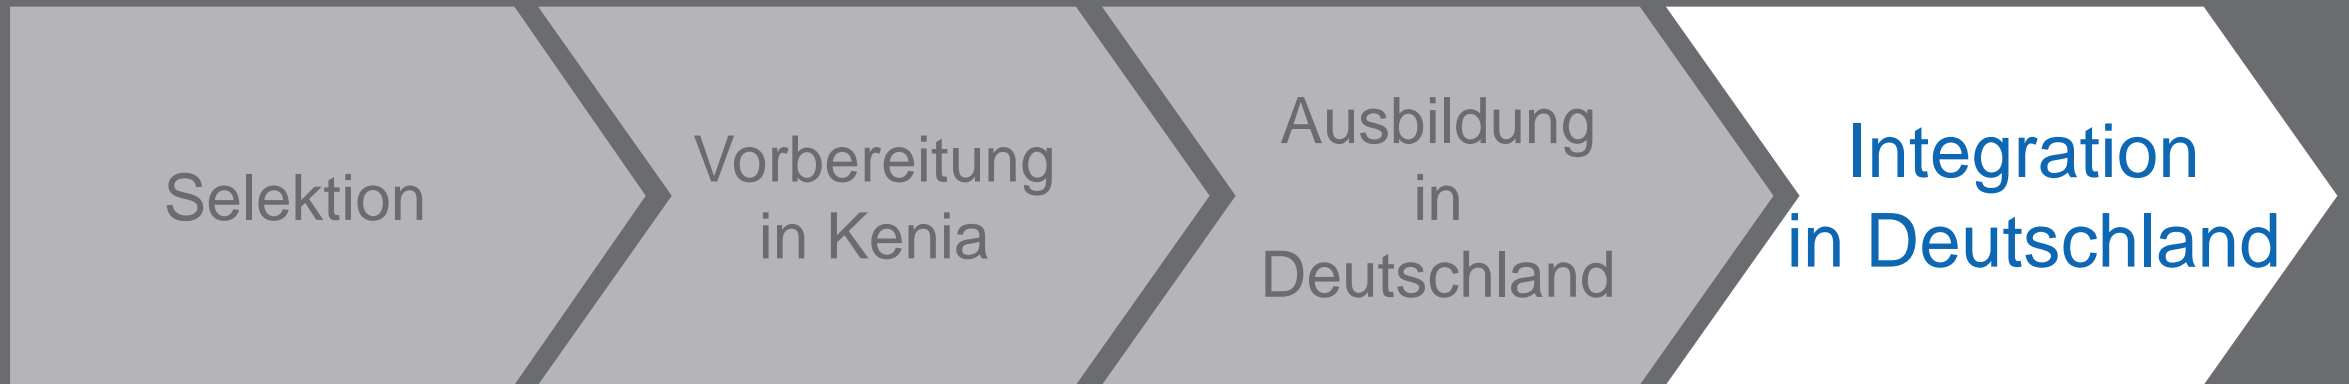 Selektion
Vorbereitung
in Kenia
Ausbildung
in
Deutschland
Integration
in Deutschland